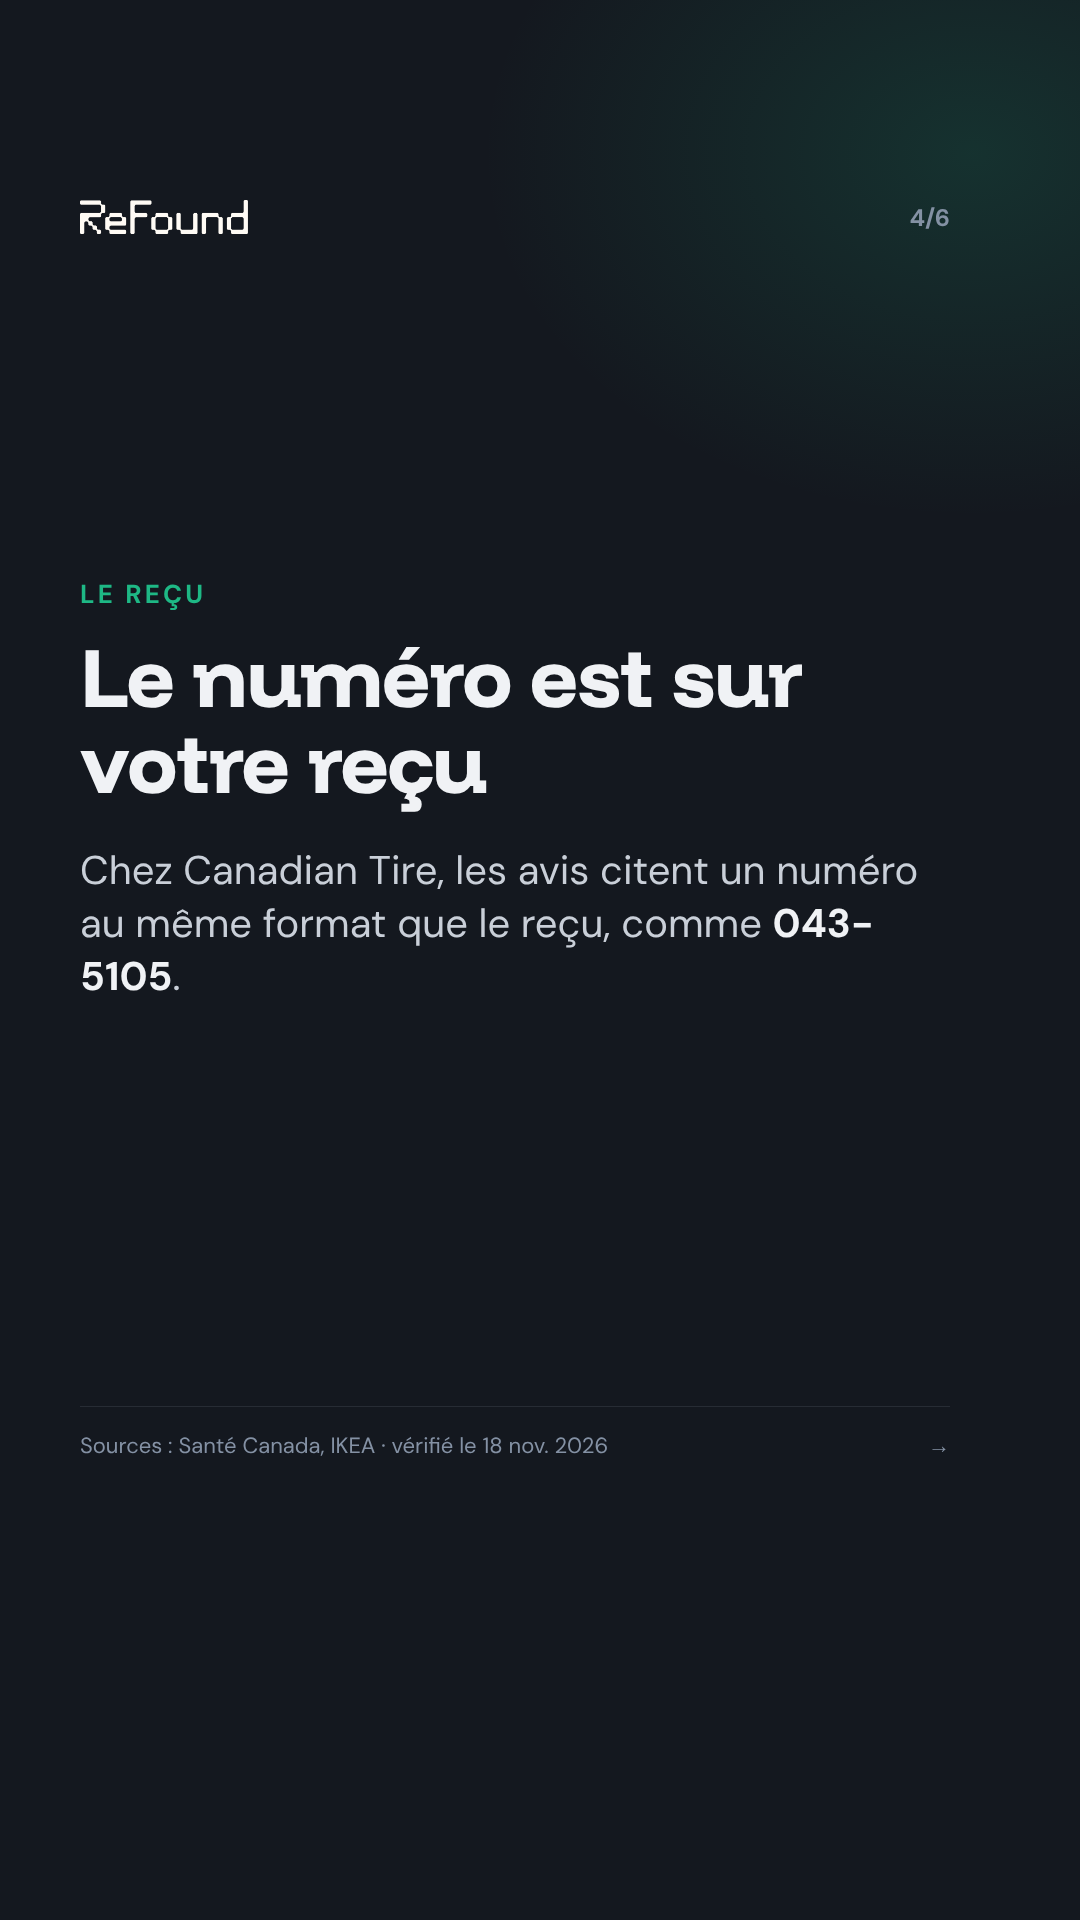 ReFound
4/6
LE REÇU
Le numéro est sur
votre reçu
Chez Canadian Tire, les avis citent un numéro
au même format que le reçu, comme 043-
5105.
Sources : Santé Canada, IKEA · vérifié le 18 nov. 2026 →